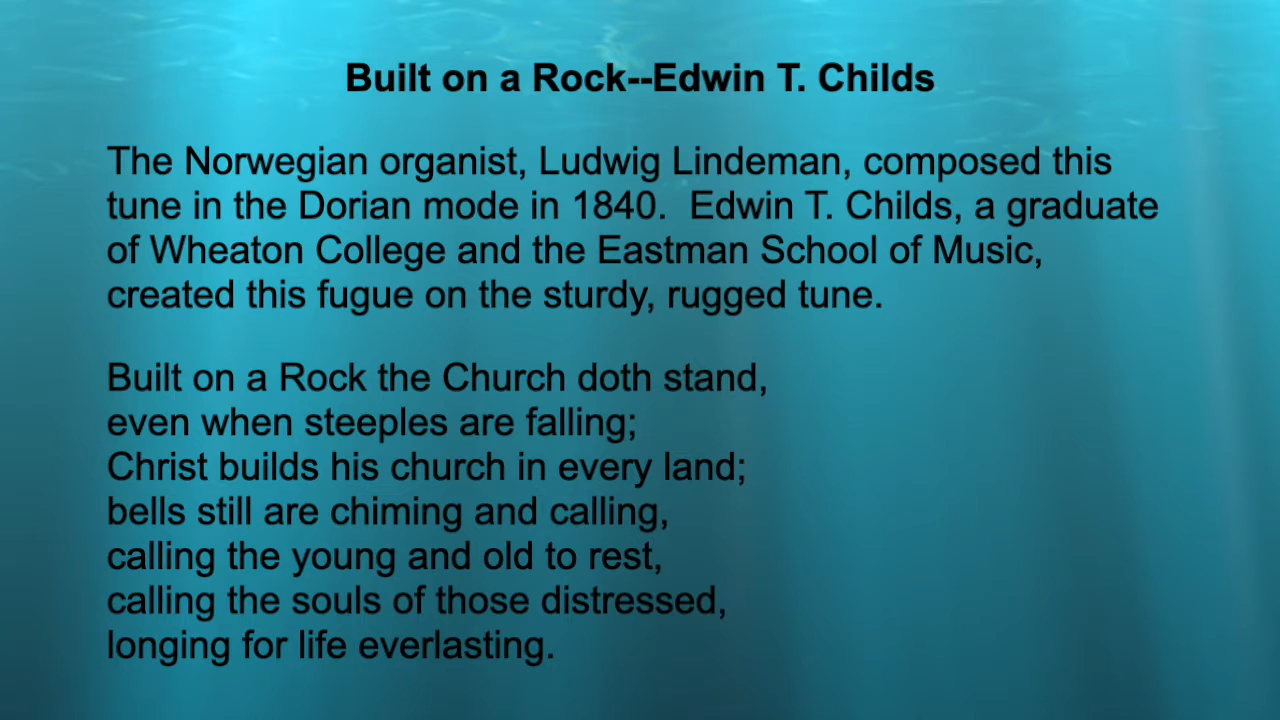 Built on a Rock--Edwin T. Childs
The Norwegian organist, Ludwig Lindeman, composed this
tune in the Dorian mode in 1840.  Edwin T. Childs, a graduate
of Wheaton College and the Eastman School of Music,
created this fugue on the sturdy, rugged tune.
Built on a Rock the Church doth stand,
even when steeples are falling;
Christ builds his church in every land;
bells still are chiming and calling,
calling the young and old to rest,
calling the souls of those distressed,
longing for life everlasting.